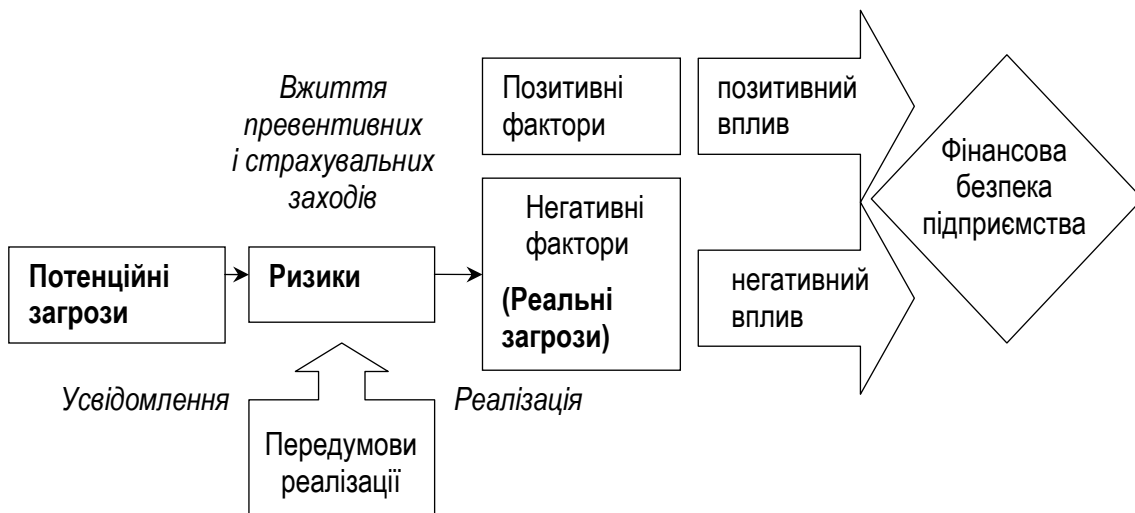 Вжиття
превентивних
і страхувальних
заходів
Позитивні
фактори
позитивний
вплив
Фінансова
безпека
підприємства
Потенційні
загрози
Ризики
Негативні
фактори
(Реальні
загрози)
негативний
вплив
Усвідомлення
Реалізація
Передумови
реалізації